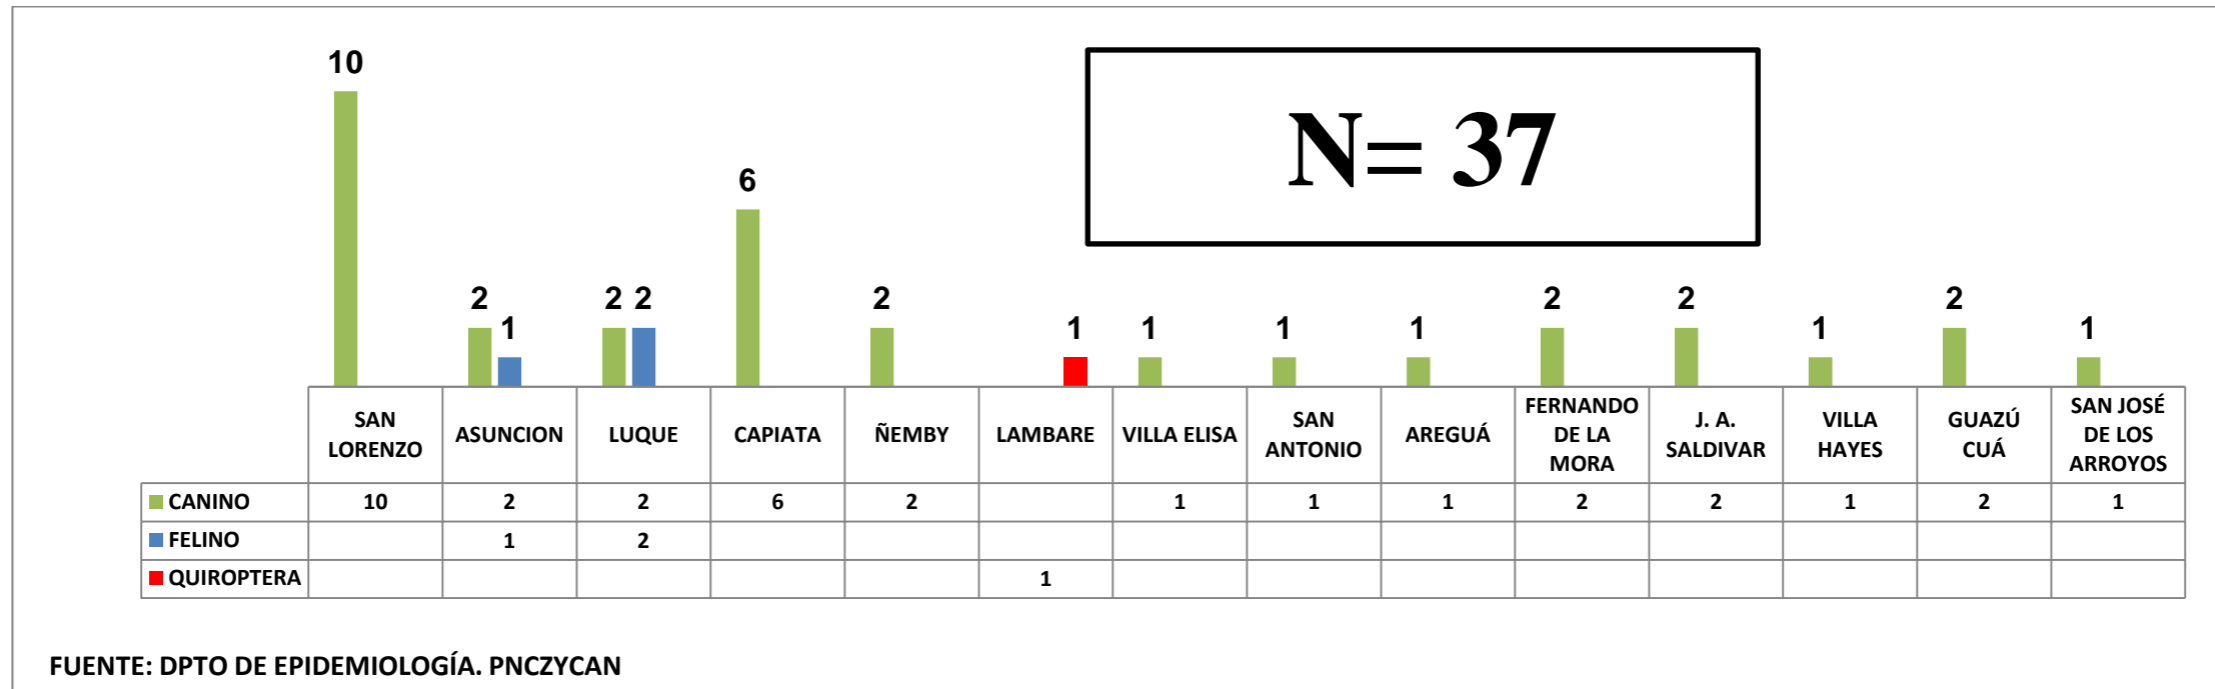 N= 37
10
2 1
2 2
6
2
1
1
1
1
2
2
1
2
1
SAN LORENZO
ASUNCION
LUQUE
CAPIATA
ÑEMBY
LAMBARE
VILLA ELISA
SAN ANTONIO
AREGUÁ
FERNANDO DE LA MORA
J. A. SALDIVAR
VILLA HAYES
GUAZÚ CUÁ
SAN JOSÉ DE LOS ARROYOS
CANINO 10 2 2 6 2 1 1 1 2 2 1 2 1
FELINO 1 2
QUIROPTERA 1
FUENTE: DPTO DE EPIDEMIOLOGÍA. PNCZYCAN